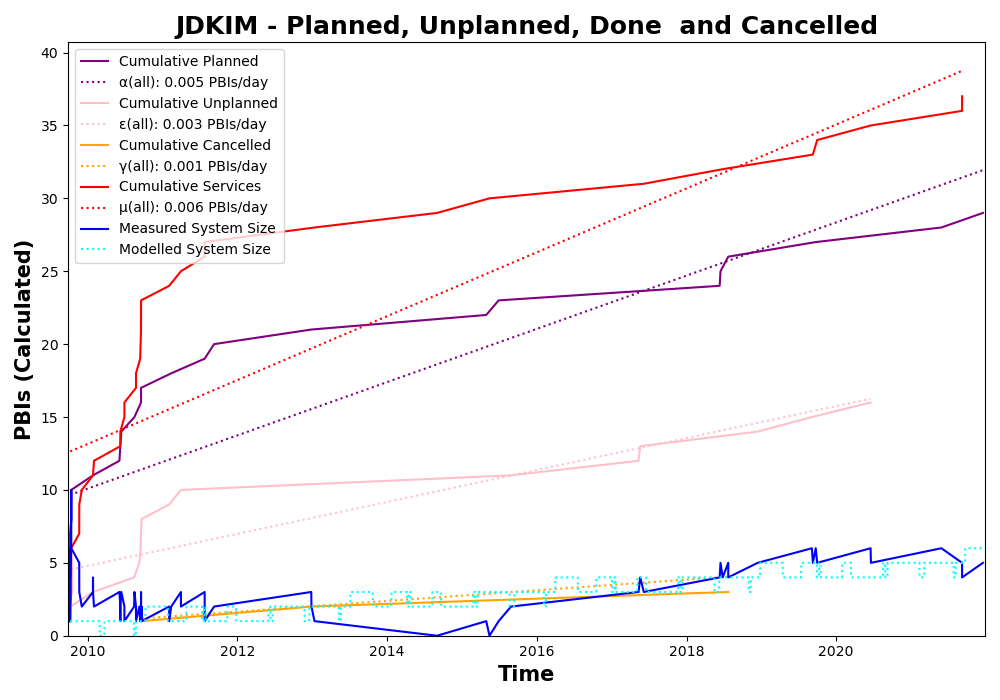 JDKIM - Planned, Unplanned, Done  and Cancelled
40
35
30
25
20
15
10
5
0
PBIs (Calculated)
Cumulative Planned
α(all): 0.005 PBIs/day
Cumulative Unplanned
ε(all): 0.003 PBIs/day
Cumulative Cancelled
γ(all): 0.001 PBIs/day
Cumulative Services
μ(all): 0.006 PBIs/day
Measured System Size
Modelled System Size
2010 2012 2014 2016 2018 2020
Time